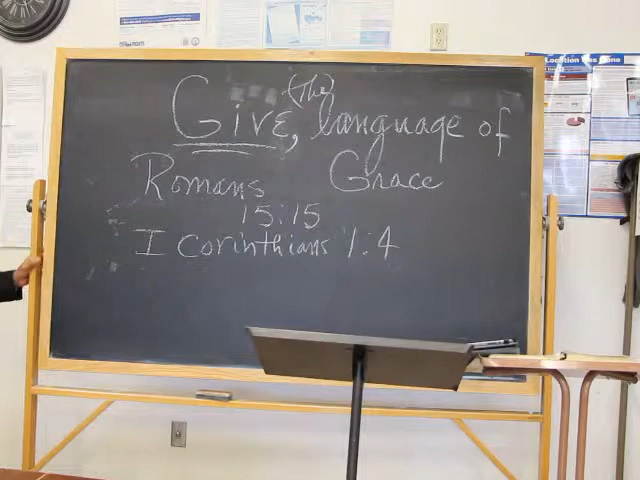 Give, (The) language of
Grace
Romans
15:15
I Corinthians 1:4